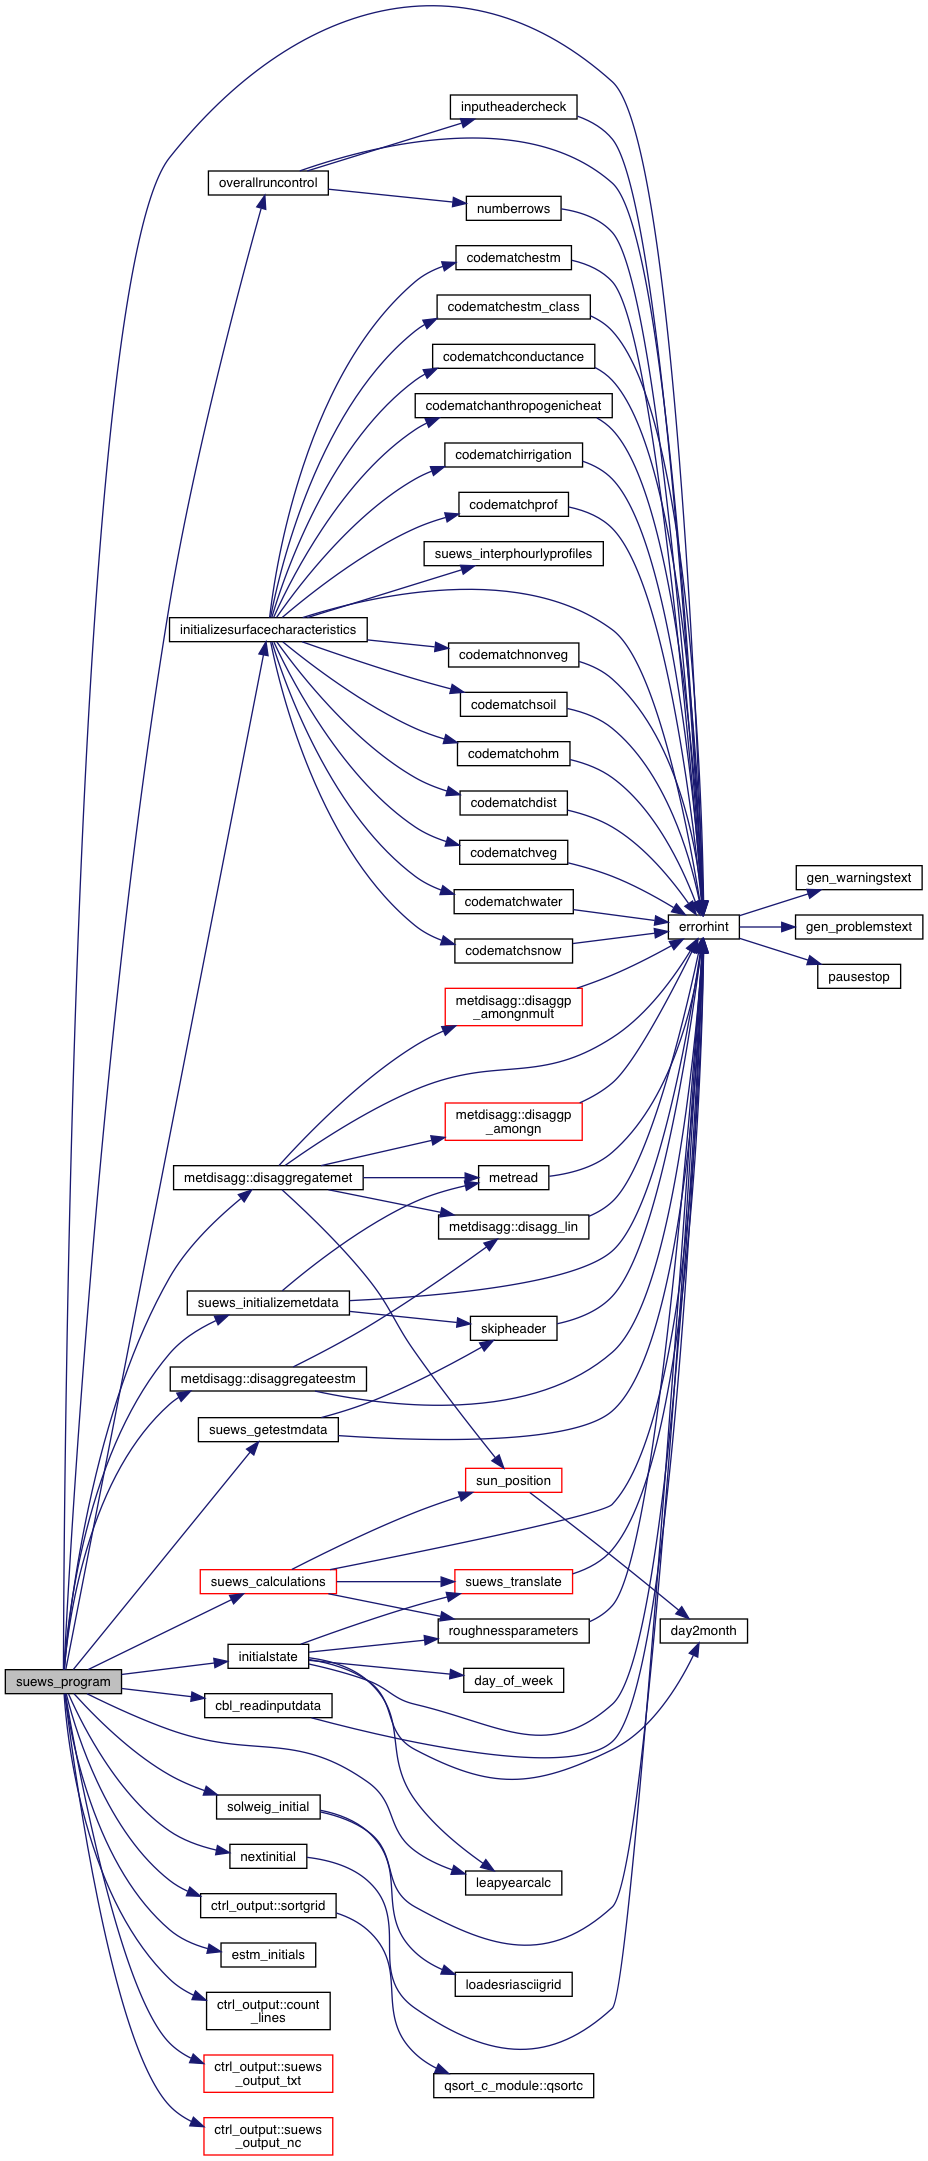 inputheadercheck
overallruncontrol
numberrows
codematchestm
codematchestm_class
codematchconductance
codematchanthropogenicheat
codematchirrigation
codematchprof
suews_interphourlyprofiles
initializesurfacecharacteristics
codematchnonveg
codematchsoil
codematchohm
codematchdist
codematchveg
gen_warningstext
codematchwater
errorhint
gen_problemstext
codematchsnow
pausestop
metdisagg::disaggp
_amongnmult
metdisagg::disaggp
_amongn
metdisagg::disaggregatemet
metread
metdisagg::disagg_lin
suews_initializemetdata
skipheader
metdisagg::disaggregateestm
suews_getestmdata
sun_position
suews_calculations
suews_translate
roughnessparameters
day2month
initialstate
suews_program
day_of_week
cbl_readinputdata
solweig_initial
nextinitial
leapyearcalc
ctrl_output::sortgrid
estm_initials
loadesriasciigrid
ctrl_output::count
_lines
ctrl_output::suews
_output_txt
qsort_c_module::qsortc
ctrl_output::suews
_output_nc